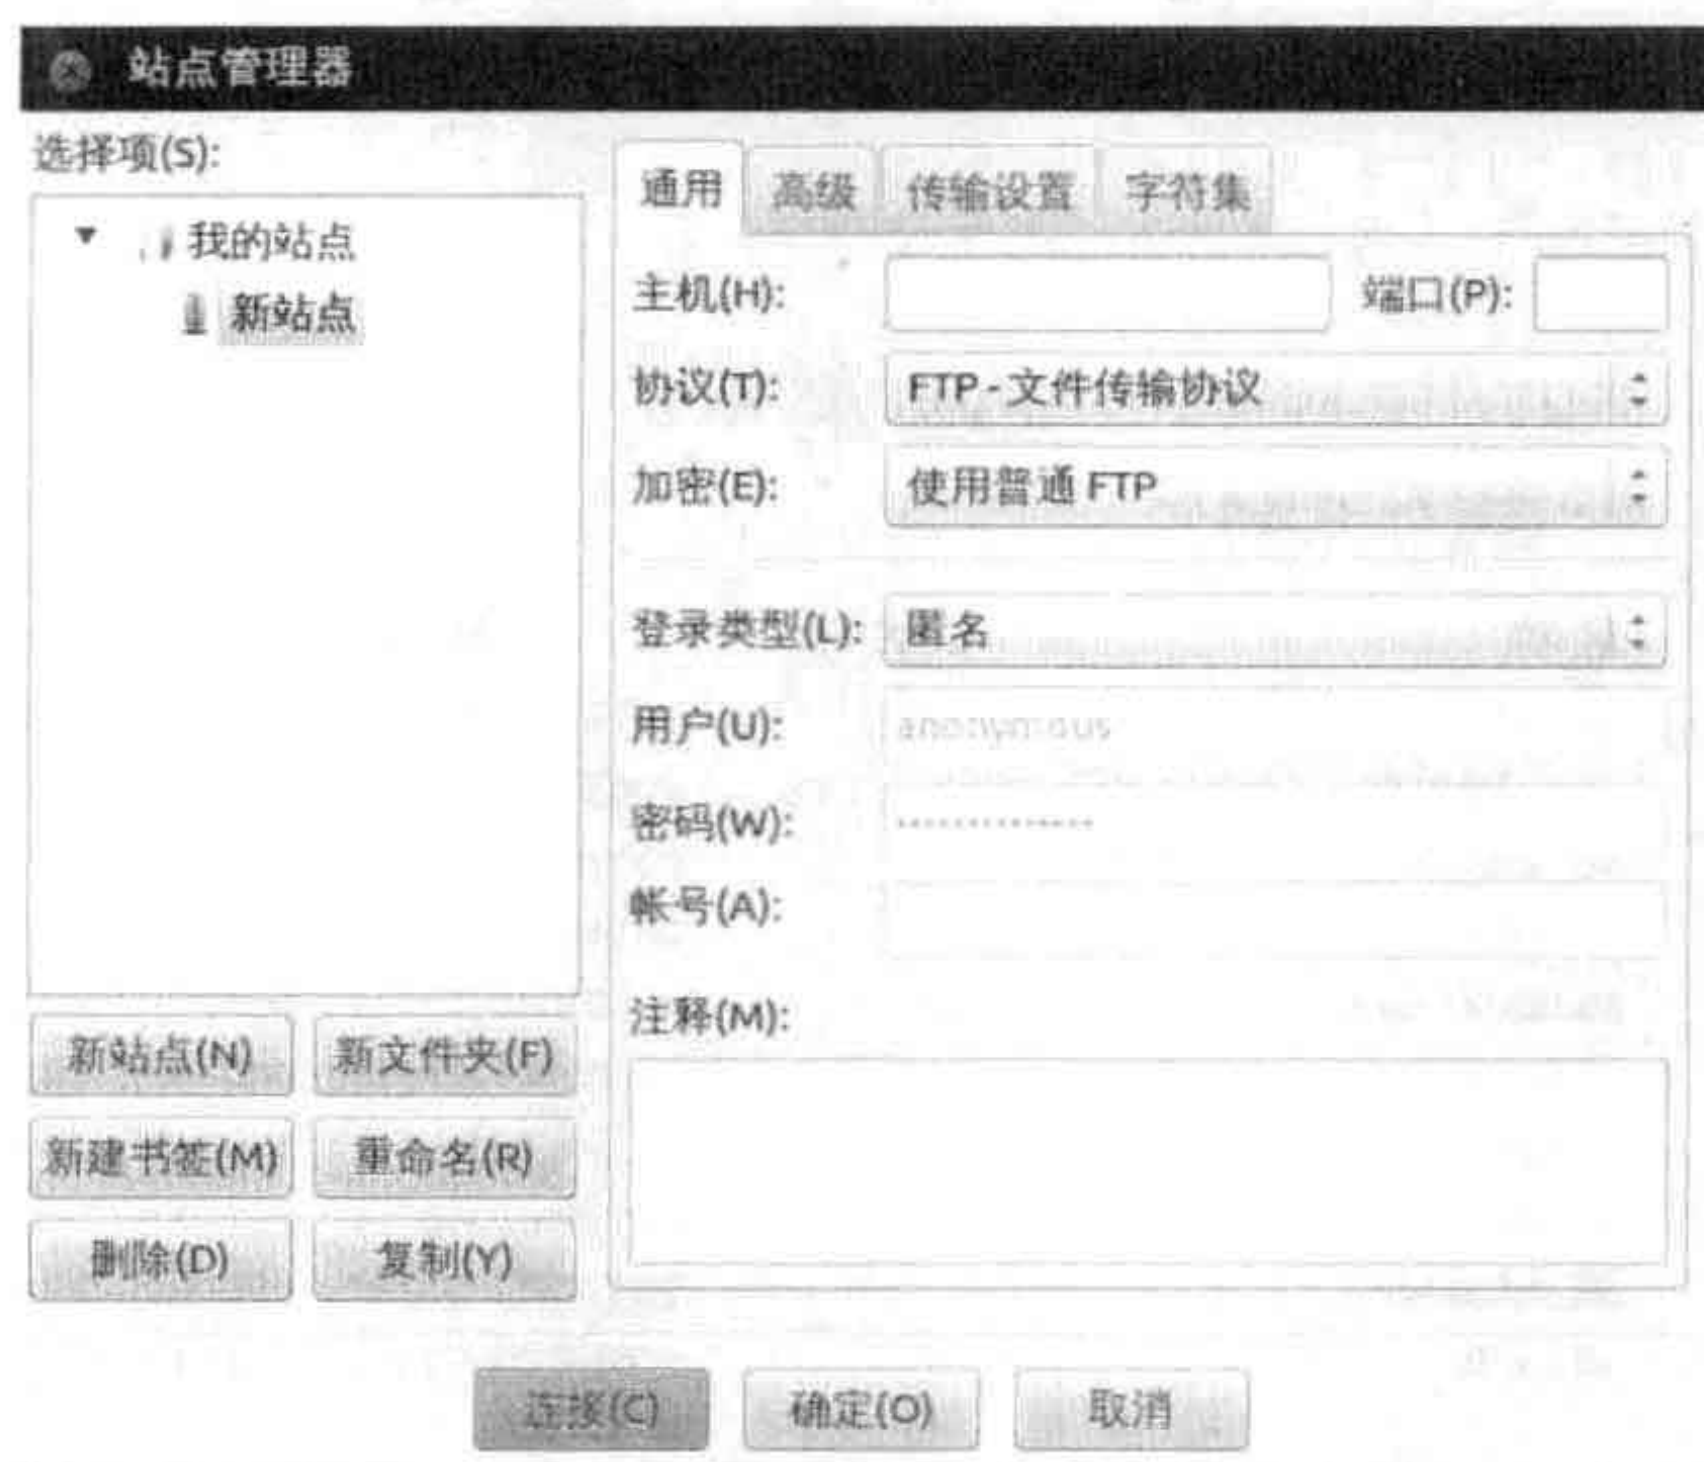 站点管理器
选择项(S):
我的站点
新站点
新站点(N) 新文件夹(F)
新建书签(M) 重命名(R)
删除(D) 复制(Y)
通用 高级 传输设置 字符集
主机(H): 端口(P):
协议(T): FTP-文件传输协议
加密(E): 使用普通 FTP
登录类型(L): 匿名
用户(U): anonymous
密码(W):
帐号(A):
注释(M):
连接(C) 确定(O) 取消